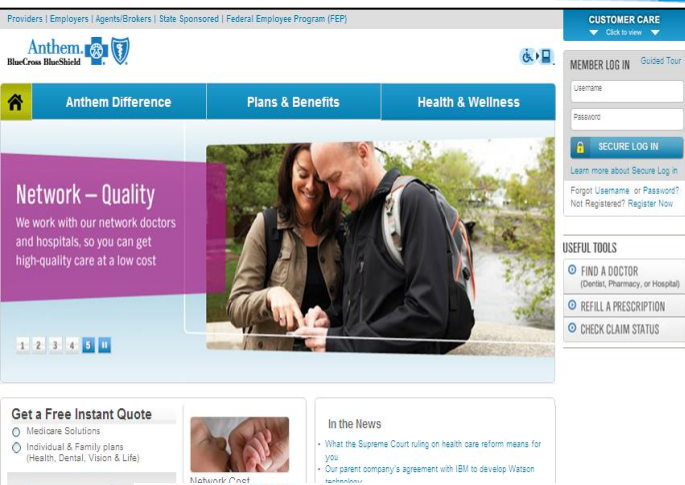 Providers | Employers | Agents/Brokers | State Sponsored | Federal Employee Program (FEP)
CUSTOMER CARE
Click to view
Anthem.
BlueCross BlueShield
MEMBER LOG IN Guided Tour
Username
Password
SECURE LOG IN
Learn more about Secure Log in
Forgot Username or Password?
Not Registered? Register Now
Anthem Difference
Plans & Benefits
Health & Wellness
Network – Quality
We work with our network doctors
and hospitals, so you can get
high-quality care at a low cost
1 2 3 4 5
USEFUL TOOLS
FIND A DOCTOR
(Dentist, Pharmacy, or Hospital)
REFILL A PRESCRIPTION
CHECK CLAIM STATUS
Get a Free Instant Quote
Medicare Solutions
Individual & Family plans
(Health, Dental, Vision & Life)
Network Cost
In the News
What the Supreme Court ruling on health care reform means for
you
Our parent company's agreement with IBM to develop Watson
technology